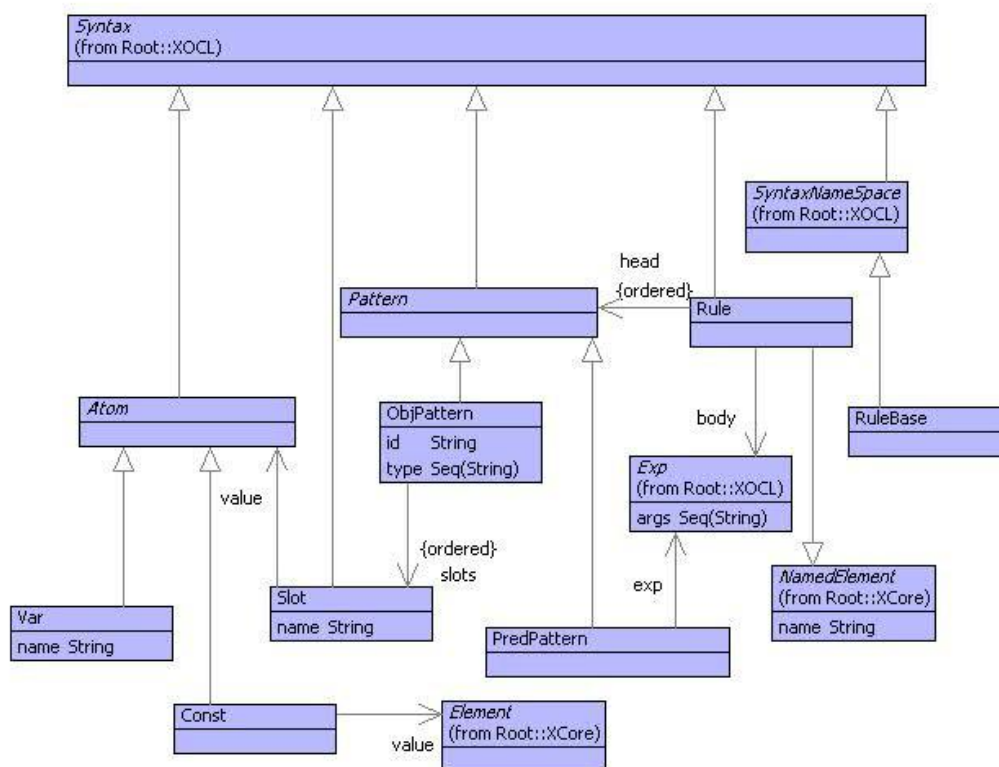 Syntax
(from Root::XOCL)
SyntaxNameSpace
(from Root::XOCL)
head
{ordered}
Pattern
Rule
Atom
ObjPattern
id String
type Seq(String)
RuleBase
body
Exp
(from Root::XOCL)
args Seq(String)
value
{ordered}
slots
exp
NamedElement
(from Root::XCore)
name String
Var
name String
Slot
name String
PredPattern
Const
Element
(from Root::XCore)
value